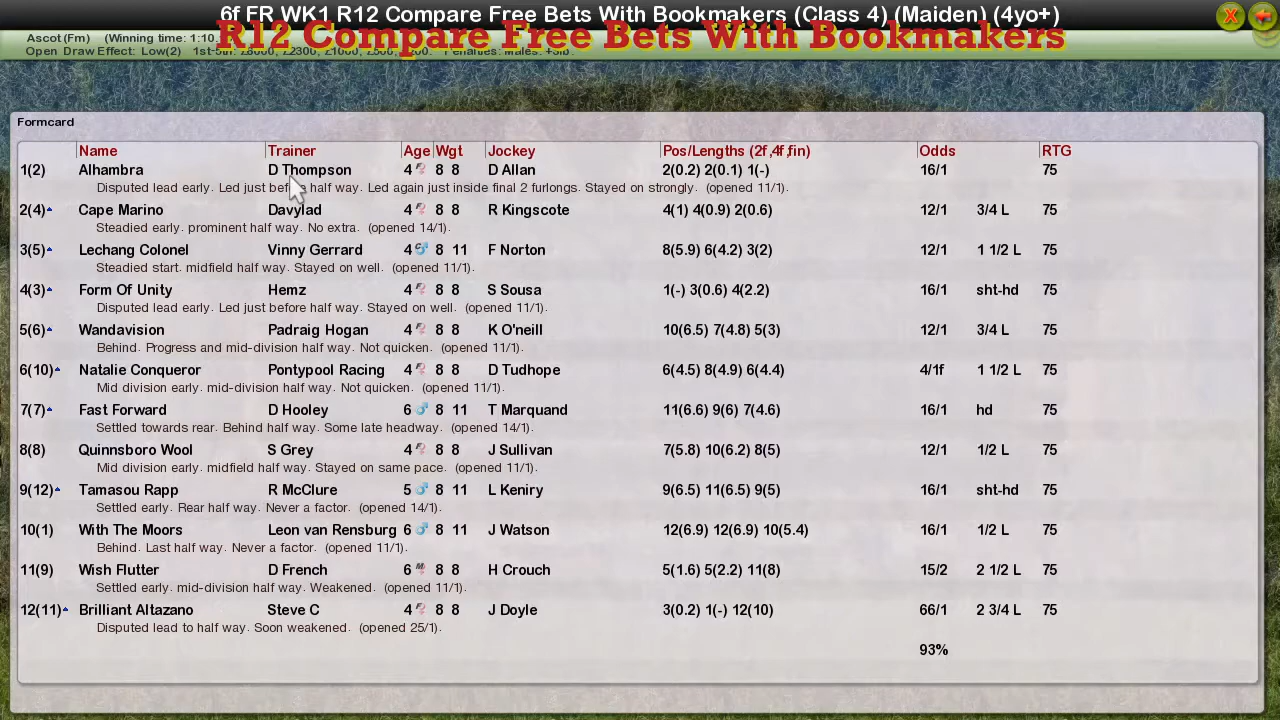 6f FR WK1 R12 Compare Free Bets With Bookmakers (Class 4) (Maiden) (4yo+)
R12 Compare Free Bets With Bookmakers
Ascot(Fm) (Winning time: 1:10.
Open Draw Effect: Low(2) 1st-5th: £8000, £2300, £1000, £500, £200. Penalties: Males: +3lb.
Formcard
Name Trainer Age Wgt Jockey Pos/Lengths (2f,4f,fin) Odds RTG
1(2) Alhambra D Thompson 4 8 8 D Allan 2(0.2) 2(0.1) 1(-) 16/1 75
Disputed lead early. Led just before half way. Led again just inside final 2 furlongs. Stayed on strongly. (opened 11/1).
2(4) Cape Marino Davylad 4 8 8 R Kingscote 4(1) 4(0.9) 2(0.6) 12/1 3/4 L 75
Steadied early. prominent half way. No extra. (opened 14/1).
3(5) Lechang Colonel Vinny Gerrard 4 8 11 F Norton 8(5.9) 6(4.2) 3(2) 12/1 1 1/2 L 75
Steadied start. midfield half way. Stayed on well. (opened 11/1).
4(3) Form Of Unity Hemz 4 8 8 S Sousa 1(-) 3(0.6) 4(2.2) 16/1 sht-hd 75
Disputed lead early. Led just before half way. Stayed on well. (opened 11/1).
5(6) Wandavision Padraig Hogan 4 8 8 K O'neill 10(6.5) 7(4.8) 5(3) 12/1 3/4 L 75
Behind. Progress and mid-division half way. Not quicken. (opened 11/1).
6(10) Natalie Conqueror Pontypool Racing 4 8 8 D Tudhope 6(4.5) 8(4.9) 6(4.4) 4/1f 1 1/2 L 75
Mid division early. mid-division half way. Not quicken. (opened 11/1).
7(7) Fast Forward D Hooley 6 8 11 T Marquand 11(6.6) 9(6) 7(4.6) 16/1 hd 75
Settled towards rear. Behind half way. Some late headway. (opened 14/1).
8(8) Quinnsboro Wool S Grey 4 8 8 J Sullivan 7(5.8) 10(6.2) 8(5) 12/1 1/2 L 75
Mid division early. midfield half way. Stayed on same pace. (opened 11/1).
9(12) Tamasou Rapp R McClure 5 8 11 L Keniry 9(6.5) 11(6.5) 9(5) 16/1 sht-hd 75
Settled early. Rear half way. Never a factor. (opened 14/1).
10(1) With The Moors Leon van Rensburg 6 8 11 J Watson 12(6.9) 12(6.9) 10(5.4) 16/1 1/2 L 75
Behind. Last half way. Never a factor. (opened 11/1).
11(9) Wish Flutter D French 6 8 8 H Crouch 5(1.6) 5(2.2) 11(8) 15/2 2 1/2 L 75
Settled early. mid-division half way. Weakened. (opened 11/1).
12(11) Brilliant Altazano Steve C 4 8 8 J Doyle 3(0.2) 1(-) 12(10) 66/1 2 3/4 L 75
Disputed lead to half way. Soon weakened. (opened 25/1).
93%